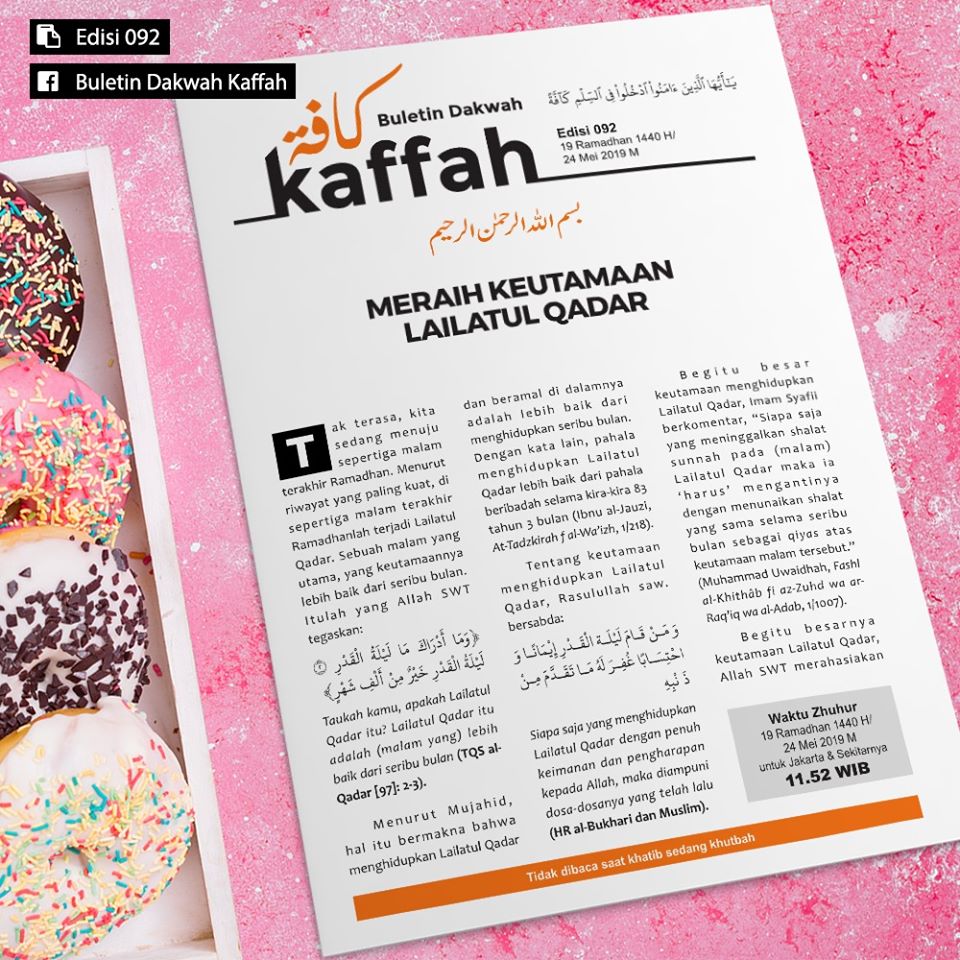 Edisi 092
Buletin Dakwah Kaffah
كافة
Buletin Dakwah
kaffah
يَٰٓأَيُّهَا ٱلَّذِينَ ءَامَنُوا۟ ٱدْخُلُوا۟ فِى ٱلسِّلْمِ كَآفَّةً
Edisi 092
19 Ramadhan 1440 H/
24 Mei 2019 M
بسم الله الرحمن الرحيم
MERAIH KEUTAMAAN
LAILATUL QADAR
Tak terasa, kita
sedang menuju
sepertiga malam
terakhir Ramadhan. Menurut
riwayat yang paling kuat, di
sepertiga malam terakhir
Ramadhanlah terjadi Lailatul
Qadar. Sebuah malam yang
utama, yang keutamaannya
lebih baik dari seribu bulan.
Itulah yang Allah SWT
tegaskan:
﴿وَمَا أَدْرَاكَ مَا لَيْلَةُ الْقَدْرِ ۝٢
لَيْلَةُ الْقَدْرِ خَيْرٌ مِنْ أَلْفِ شَهْرٍ﴾
Taukah kamu, apakah Lailatul
Qadar itu? Lailatul Qadar itu
adalah (malam yang) lebih
baik dari seribu bulan (TQS al-
Qadar [97]: 2-3).
Menurut Mujahid,
hal itu bermakna bahwa
menghidupkan Lailatul Qadar
dan beramal di dalamnya
adalah lebih baik dari
menghidupkan seribu bulan.
Dengan kata lain, pahala
menghidupkan Lailatul
Qadar lebih baik dari pahala
beribadah selama kira-kira 83
tahun 3 bulan (Ibnu al-Jauzi,
At-Tadzkirah f al-Wa’izh, 1/218).
Tentang keutamaan
menghidupkan Lailatul
Qadar, Rasulullah saw.
bersabda:
وَمَنْ قَامَ لَيْلَةَ الْقَدْرِ إِيْمَانًا وَ
احْتِسَابًا غُفِرَ لَهُ مَا تَقَدَّمَ مِنْ
ذَنْبِهِ
Siapa saja yang menghidupkan
Lailatul Qadar dengan penuh
keimanan dan pengharapan
kepada Allah, maka diampuni
dosa-dosanya yang telah lalu
(HR al-Bukhari dan Muslim).
Begitu besar
keutamaan menghidupkan
Lailatul Qadar, Imam Syafii
berkomentar, “Siapa saja
yang meninggalkan shalat
sunnah pada (malam)
Lailatul Qadar maka ia
‘harus’ mengantinya
dengan menunaikan shalat
yang sama selama seribu
bulan sebagai qiyas atas
keutamaan malam tersebut.”
(Muhammad Uwaidhah, Fashl
al-Khithâb fi az-Zuhd wa ar-
Raq’iq wa al-Adab, 1/1007).
Begitu besarnya
keutamaan Lailatul Qadar,
Allah SWT merahasiakan
Waktu Zhuhur
19 Ramadhan 1440 H/
24 Mei 2019 M
untuk Jakarta & Sekitarnya
11.52 WIB
Tidak dibaca saat khatib sedang khutbah